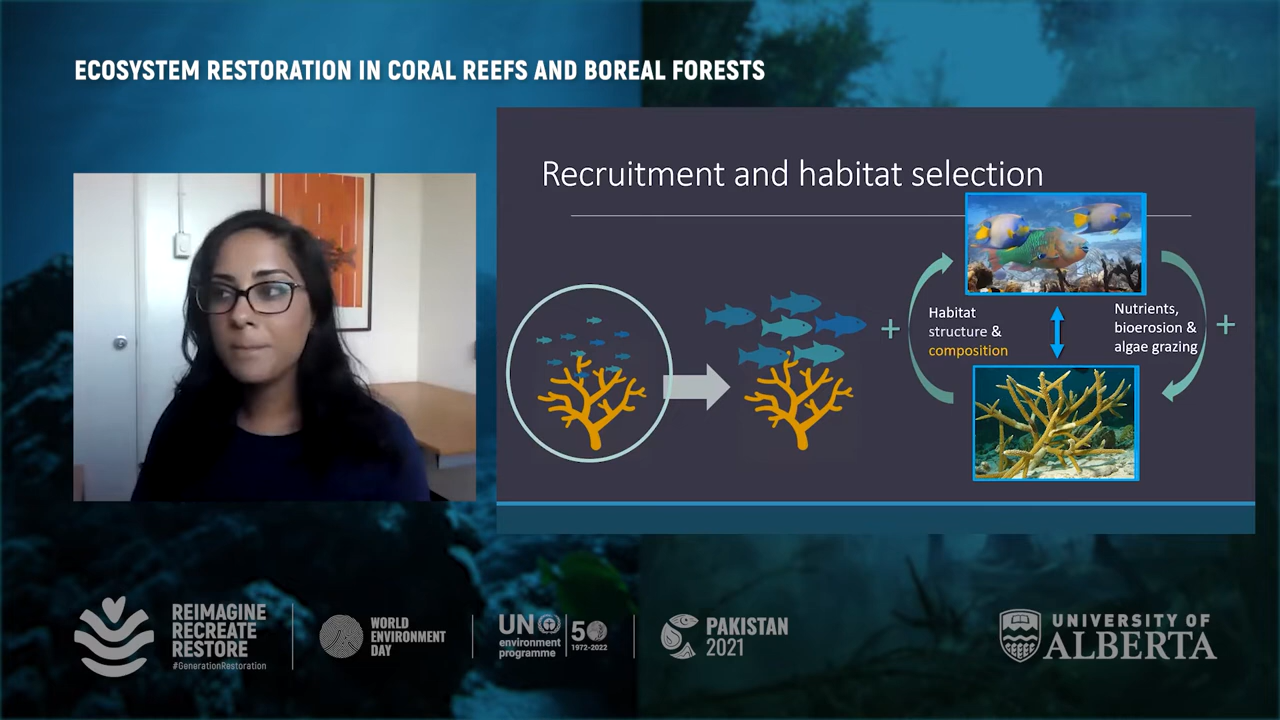 ECOSYSTEM RESTORATION IN CORAL REEFS AND BOREAL FORESTS
Recruitment and habitat selection
+
Habitat
structure &
composition
Nutrients,
bioerosion &
algae grazing
+
REIMAGINE
RECREATE
RESTORE
#GenerationRestoration
WORLD
ENVIRONMENT
DAY
UN
environment
programme
50
1972-2022
PAKISTAN
2021
UNIVERSITY OF
ALBERTA